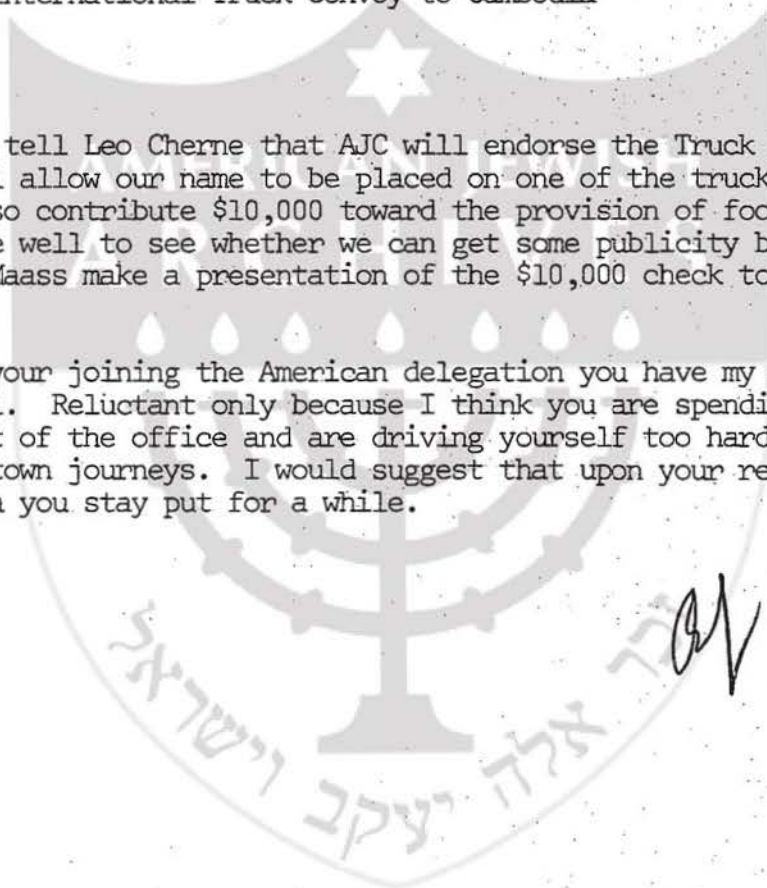 International Truck Convoy to Cambodia
tell Leo Cherne that AJC will endorse the Truck
allow our name to be placed on one of the truck
so contribute $10,000 toward the provision of foo
e well to see whether we can get some publicity b
Maass make a presentation of the $10,000 check to
your joining the American delegation you have my
. Reluctant only because I think you are spendi
t of the office and are driving yourself too hard
town journeys. I would suggest that upon your re
you stay put for a while.
AMERICAN JEWISH
ARCHIVES
זכר אלה יעקב וישראל